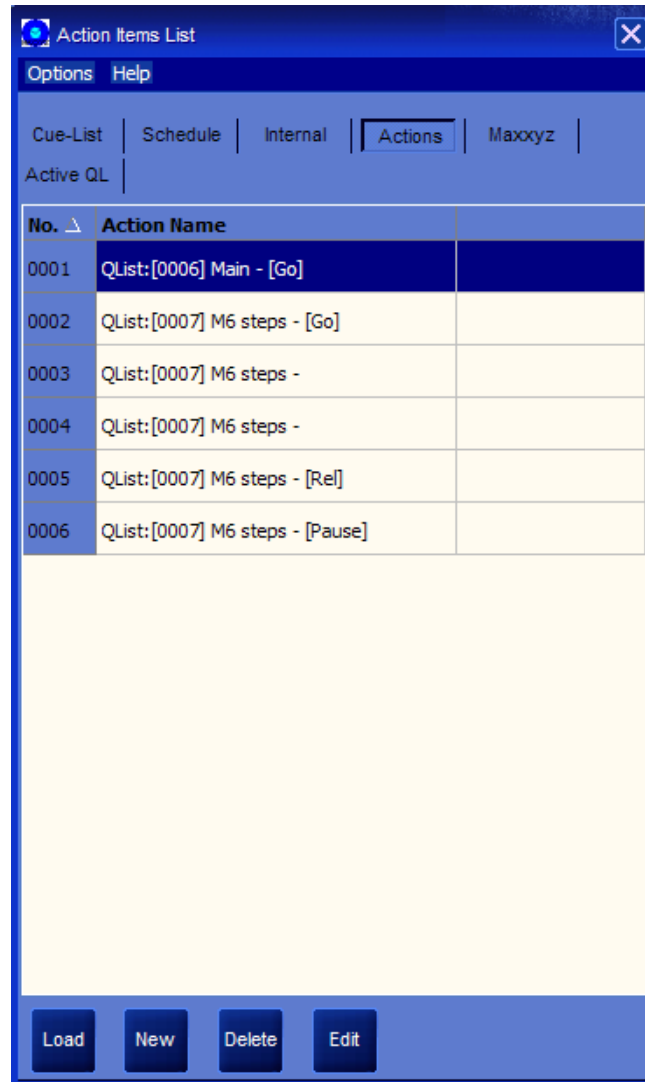 Action Items List
Options Help
Cue-List Schedule Internal Actions Maxxyz
Active QL
No. Action Name
0001 QList:[0006] Main - [Go]
0002 QList:[0007] M6 steps - [Go]
0003 QList:[0007] M6 steps -
0004 QList:[0007] M6 steps -
0005 QList:[0007] M6 steps - [Rel]
0006 QList:[0007] M6 steps - [Pause]
Load New Delete Edit